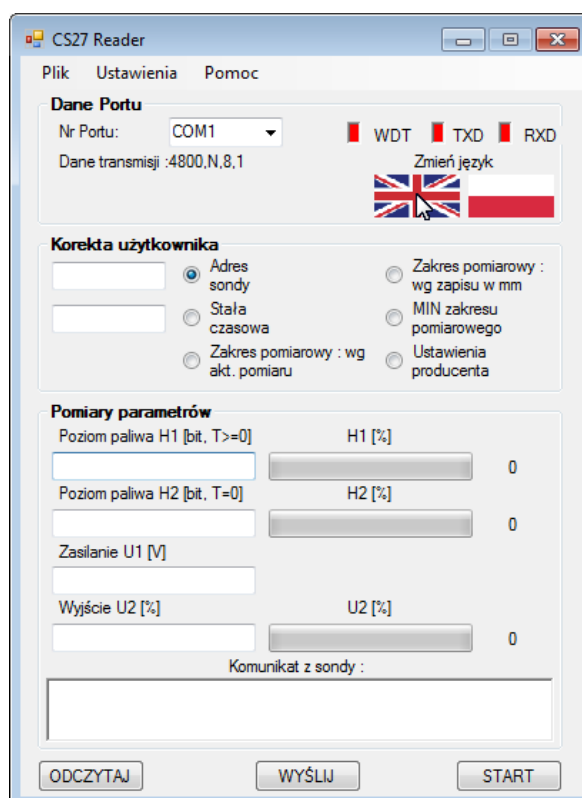 CS27 Reader
Plik Ustawienia Pomoc
Dane Portu
Nr Portu: COM1 WDT TXD RXD
Dane transmisji :4800,N,8,1 Zmień język
Korekta użytkownika
Adres
sondy
Zakres pomiarowy :
wg zapisu w mm
Stała
czasowa
MIN zakresu
pomiarowego
Zakres pomiarowy : wg
akt. pomiaru
Ustawienia
producenta
Pomiary parametrów
Poziom paliwa H1 [bit, T>=0] H1 [%]
0
Poziom paliwa H2 [bit, T=0] H2 [%]
0
Zasilanie U1 [V]
Wyjście U2 [%] U2 [%]
0
Komunikat z sondy :
ODCZYTAJ WYŚLIJ START